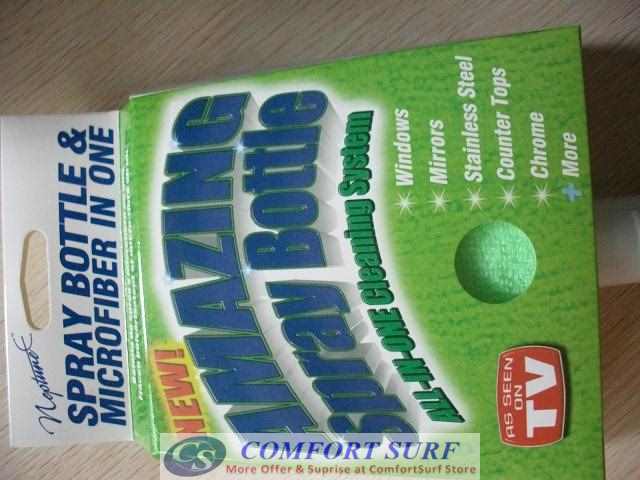 Neptune
SPRAY BOTTLE &
MICROFIBER IN ONE
NEW!
AMAZING
Spray Bottle
ALL-IN-ONE Cleaning System
Windows
Mirrors
Stainless Steel
Counter Tops
Chrome
+ More
AS SEEN
ON
TV
CS
COMFORT SURF
More Offer & Suprise at ComfortSurf Store